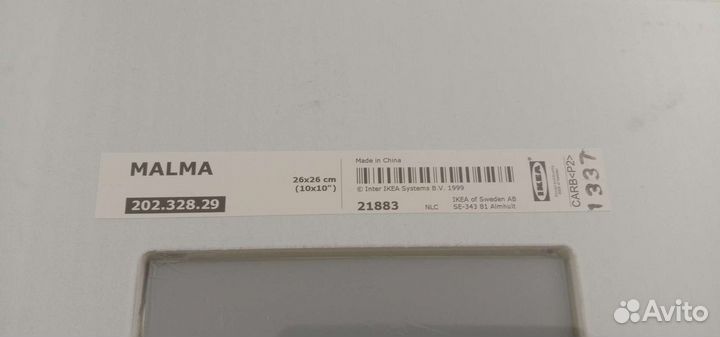 MALMA
202.328.29
26x26 cm
(10x10")
Made in China
© Inter IKEA Systems B.V. 1999
21883 NLC
IKEA of Sweden AB
SE-343 81 Älmhult
IKEA
CARB<P2>
1337
Avito